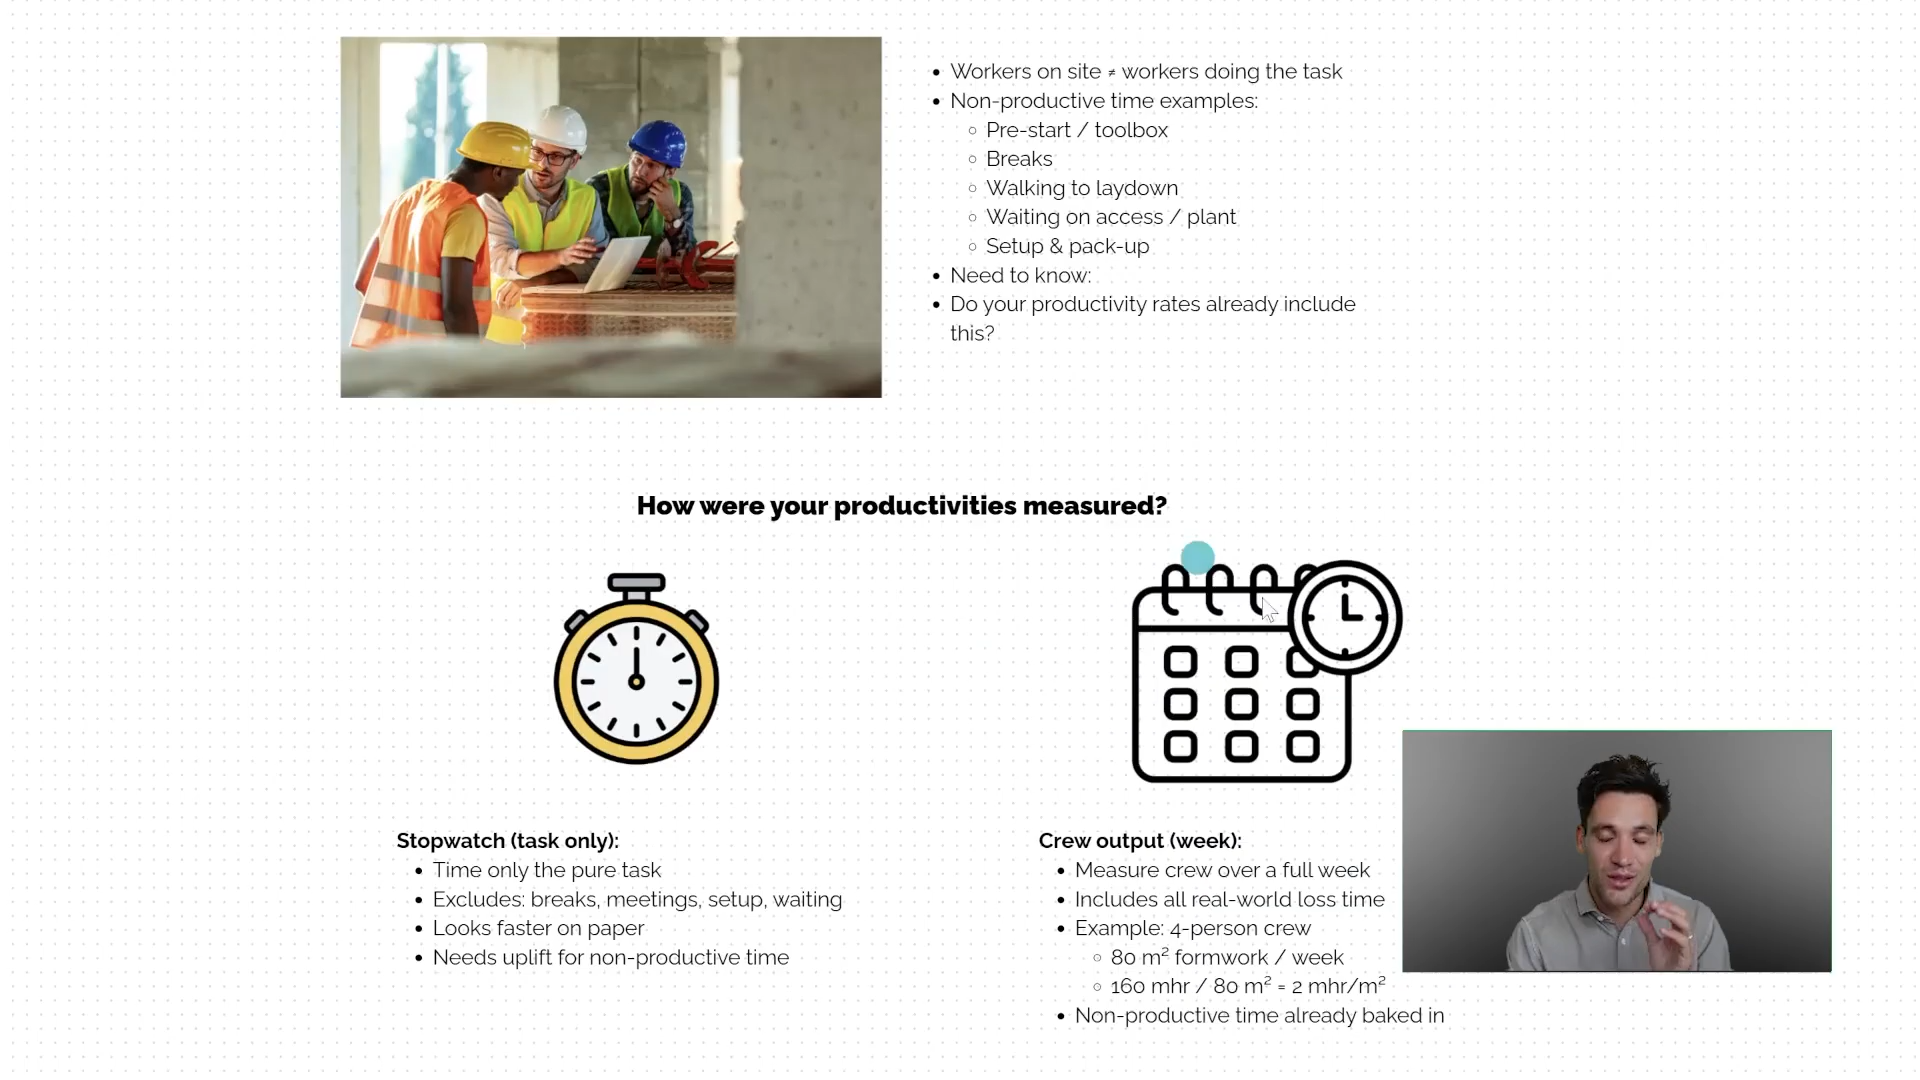 Workers on site ≠ workers doing the task
Non-productive time examples:
Pre-start / toolbox
Breaks
Walking to laydown
Waiting on access / plant
Setup & pack-up
Need to know:
Do your productivity rates already include
this?
How were your productivities measured?
Stopwatch (task only):
Time only the pure task
Excludes: breaks, meetings, setup, waiting
Looks faster on paper
Needs uplift for non-productive time
Crew output (week):
Measure crew over a full week
Includes all real-world loss time
Example: 4-person crew
80 m² formwork / week
160 mhr / 80 m² = 2 mhr/m²
Non-productive time already baked in